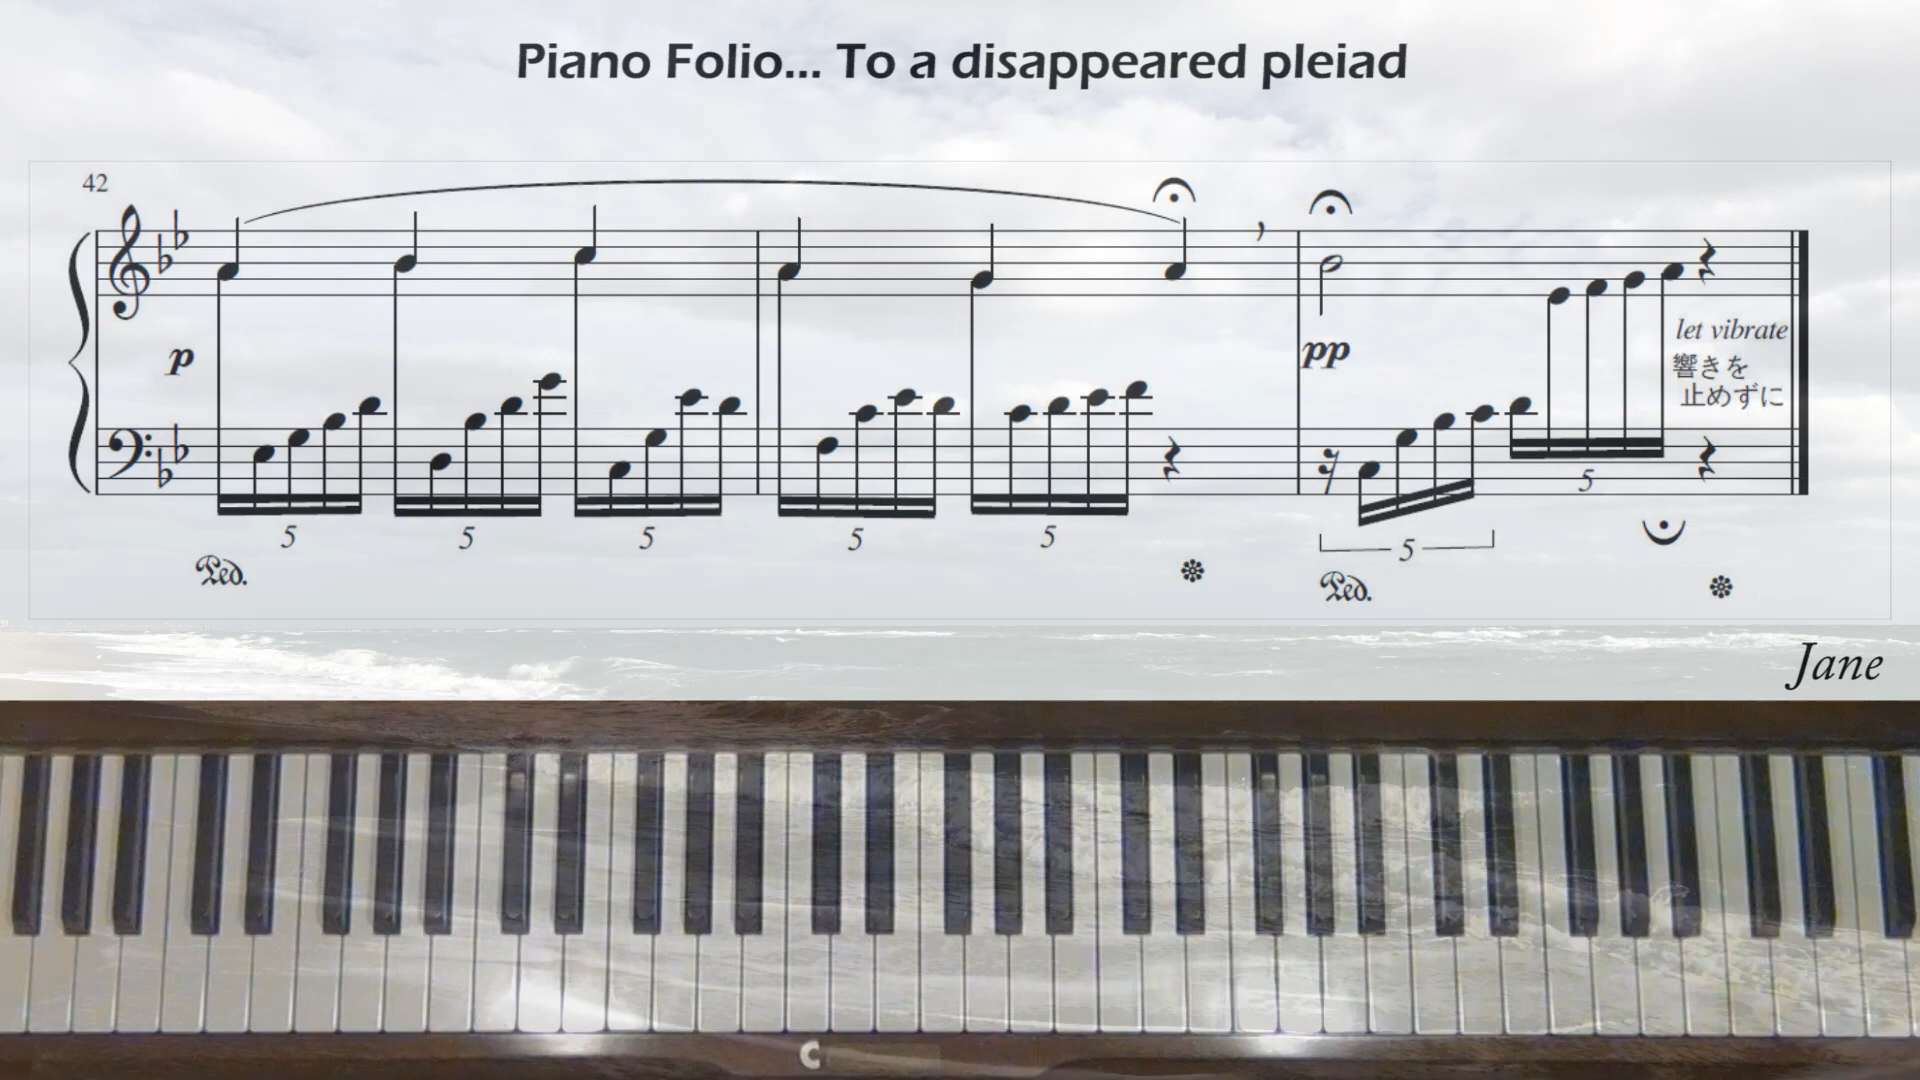 Piano Folio... To a disappeared pleiad
42
p
pp
let vibrate
響きを
止めずに
5
5
5
5
5
5
5
Ped.
Ped.
Jane
C